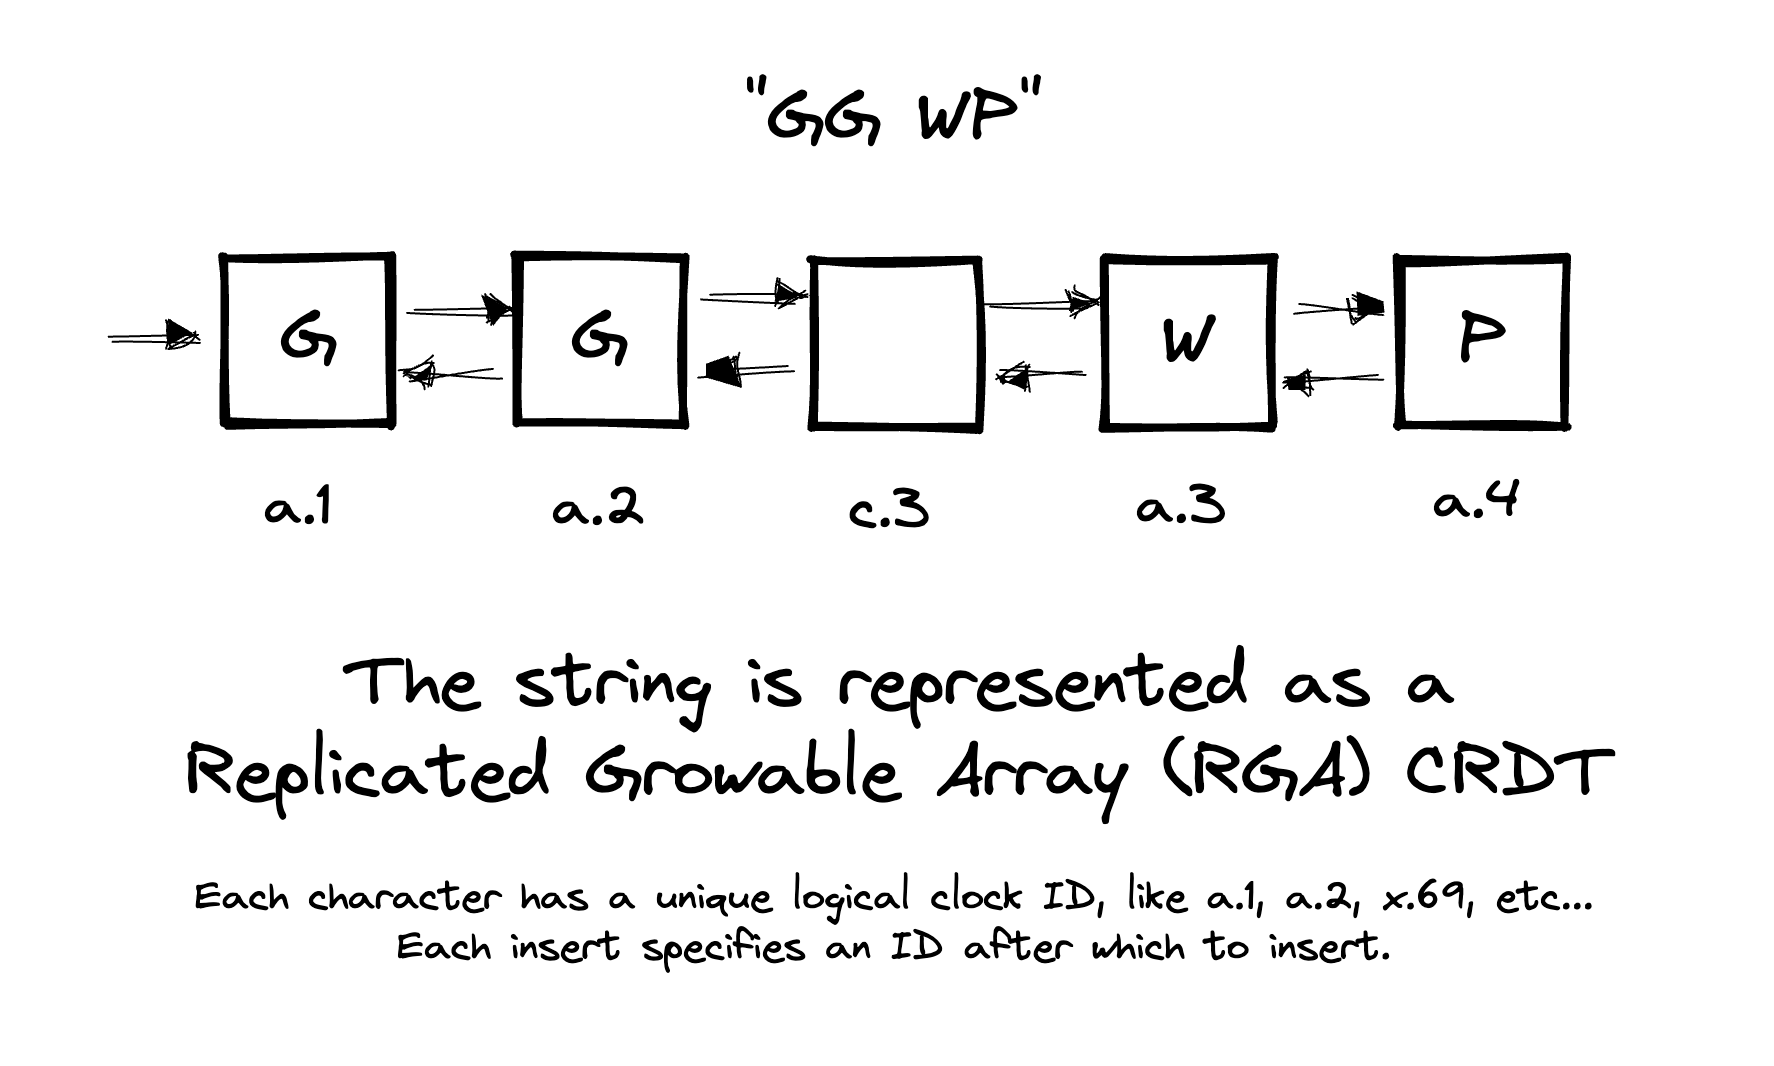 "GG WP"
G G W P
a.1 a.2 c.3 a.3 a.4
The string is represented as a
Replicated Growable Array (RGA) CRDT
Each character has a unique logical clock ID, like a.1, a.2, x.69, etc...
Each insert specifies an ID after which to insert.